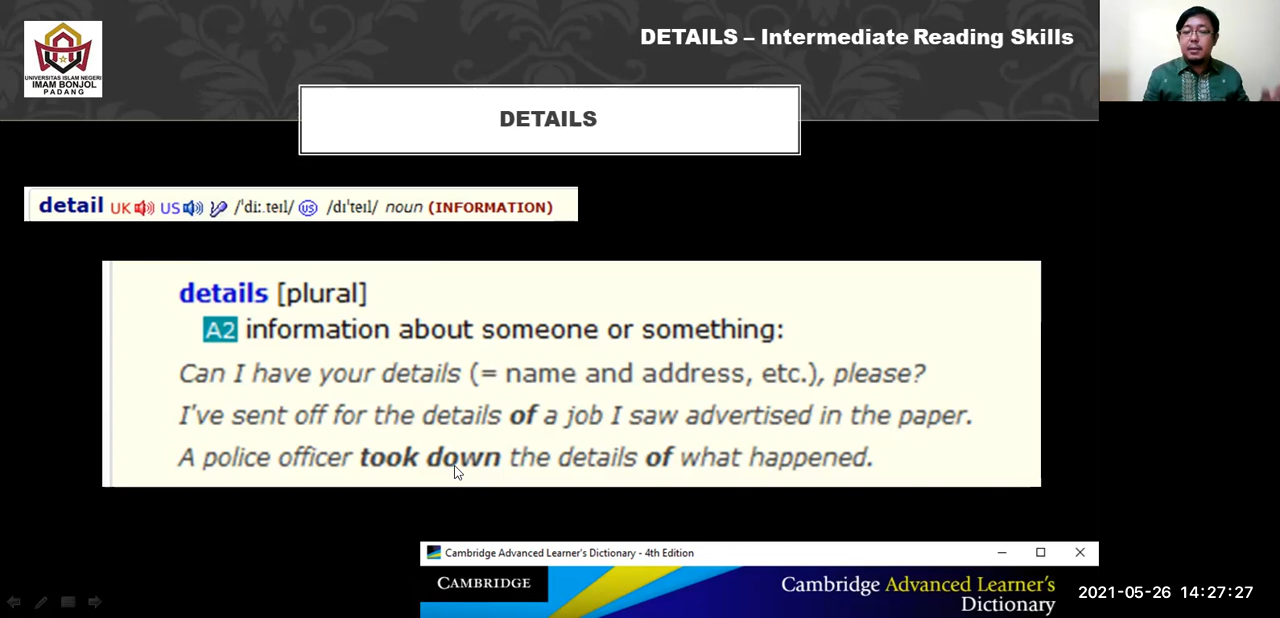 DETAILS – Intermediate Reading Skills
UNIVERSITAS ISLAM NEGERI
IMAM BONJOL
PADANG
DETAILS
detail UK US /ˈdiː.teɪl/ US /dɪˈteɪl/ noun (INFORMATION)
details [plural]
A2 information about someone or something:
Can I have your details (= name and address, etc.), please?
I've sent off for the details of a job I saw advertised in the paper.
A police officer took down the details of what happened.
Cambridge Advanced Learner's Dictionary - 4th Edition
CAMBRIDGE
Cambridge Advanced Learner's
Dictionary
2021-05-26 14:27:27